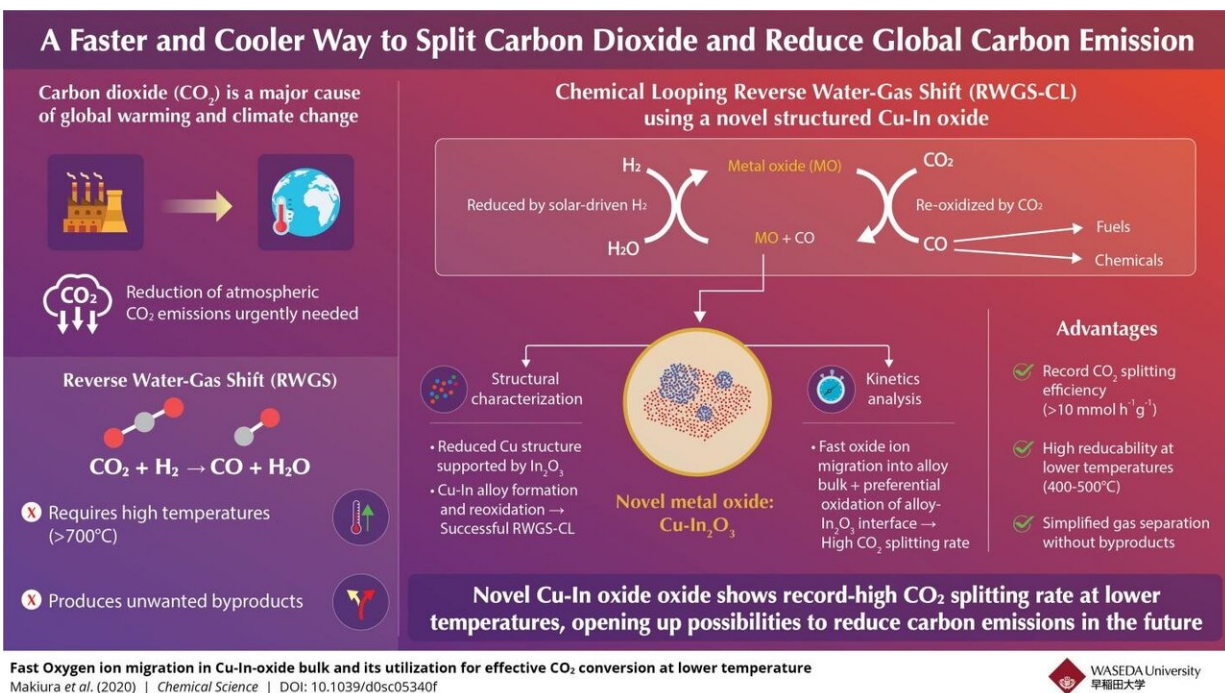 A Faster and Cooler Way to Split Carbon Dioxide and Reduce Global Carbon Emission
Carbon dioxide (CO₂) is a major cause
of global warming and climate change
CO₂
Reduction of atmospheric
CO₂ emissions urgently needed
Reverse Water-Gas Shift (RWGS)
CO₂ + H₂ → CO + H₂O
X Requires high temperatures
(>700°C)
X Produces unwanted byproducts
Chemical Looping Reverse Water-Gas Shift (RWGS-CL)
using a novel structured Cu-In oxide
H₂
Metal oxide (MO)
CO₂
Reduced by solar-driven H₂
Re-oxidized by CO₂
H₂O
MO + CO
CO
Fuels
Chemicals
Structural
characterization
• Reduced Cu structure
supported by In₂O₃
• Cu-In alloy formation
and reoxidation →
Successful RWGS-CL
Novel metal oxide:
Cu-In₂O₃
Kinetics
analysis
• Fast oxide ion
migration into alloy
bulk + preferential
oxidation of alloy-
In₂O₃ interface →
High CO₂ splitting rate
Advantages
Record CO₂ splitting
efficiency
(>10 mmol h⁻¹g⁻¹)
High reducability at
lower temperatures
(400-500°C)
Simplified gas separation
without byproducts
Novel Cu-In oxide oxide shows record-high CO₂ splitting rate at lower
temperatures, opening up possibilities to reduce carbon emissions in the future
Fast Oxygen ion migration in Cu-In-oxide bulk and its utilization for effective CO₂ conversion at lower temperature
Makiura et al. (2020) | Chemical Science | DOI: 10.1039/d0sc05340f
WASEDA University
早稲田大学